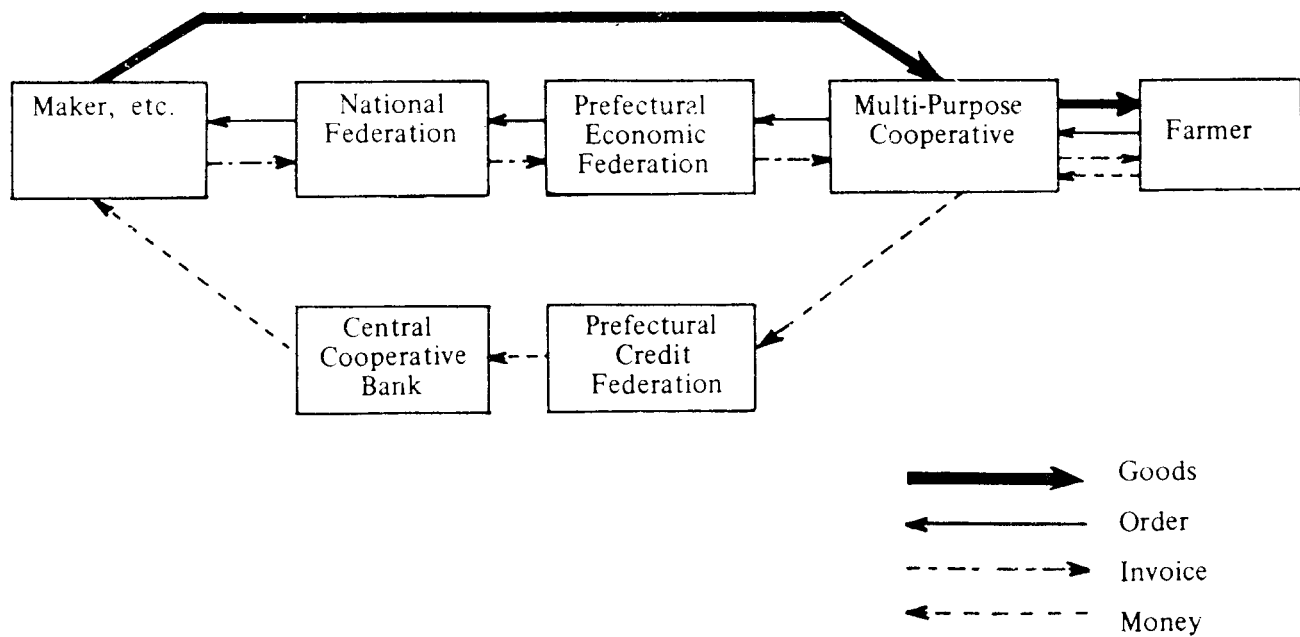 Maker, etc.
National
Federation
Prefectural
Economic
Federation
Multi-Purpose
Cooperative
Farmer
Central
Cooperative
Bank
Prefectural
Credit
Federation
Goods
Order
Invoice
Money